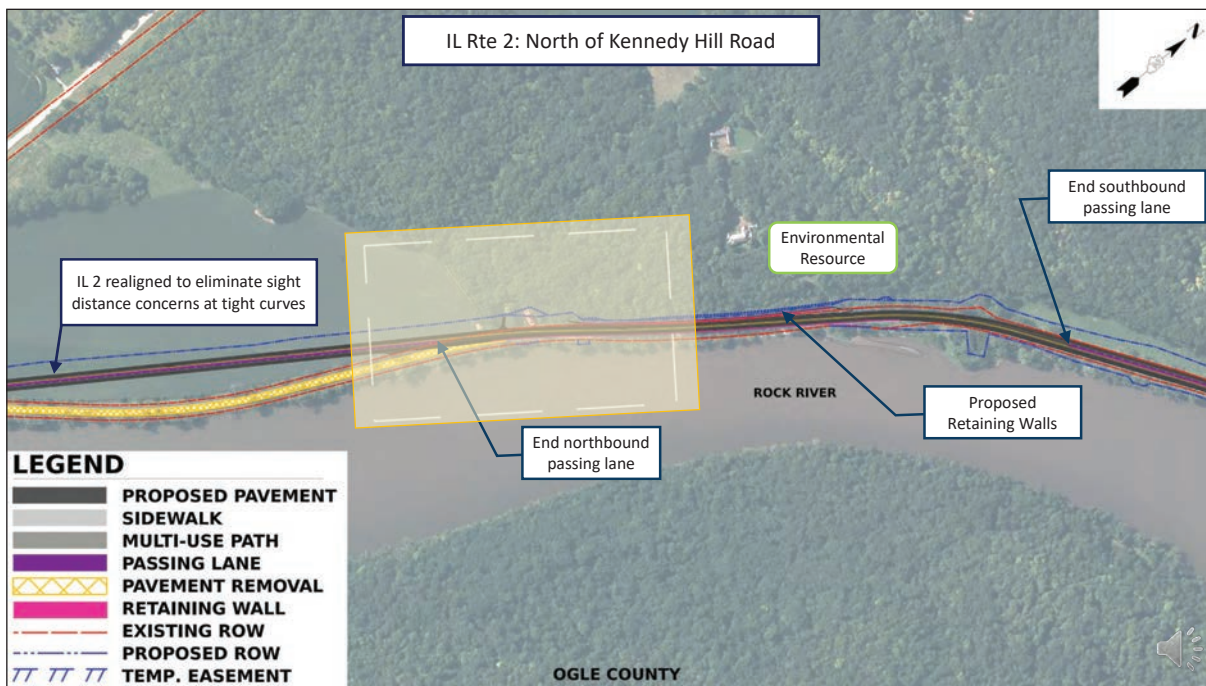 IL Rte 2: North of Kennedy Hill Road
End southbound
passing lane
Environmental
Resource
IL 2 realigned to eliminate sight
distance concerns at tight curves
ROCK RIVER
Proposed
Retaining Walls
End northbound
passing lane
LEGEND
PROPOSED PAVEMENT
SIDEWALK
MULTI-USE PATH
PASSING LANE
PAVEMENT REMOVAL
RETAINING WALL
EXISTING ROW
PROPOSED ROW
TEMP. EASEMENT
OGLE COUNTY